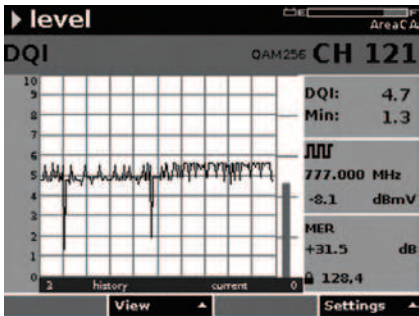 level
E F
AreaCA
DQI QAM256 CH 121
10
9
8
7
6
5
4
3
2
1
0
2 history current 0
DQI: 4.7
Min: 1.3
777.000 MHz
-8.1 dBmV
MER
+31.5 dB
128,4
View Settings